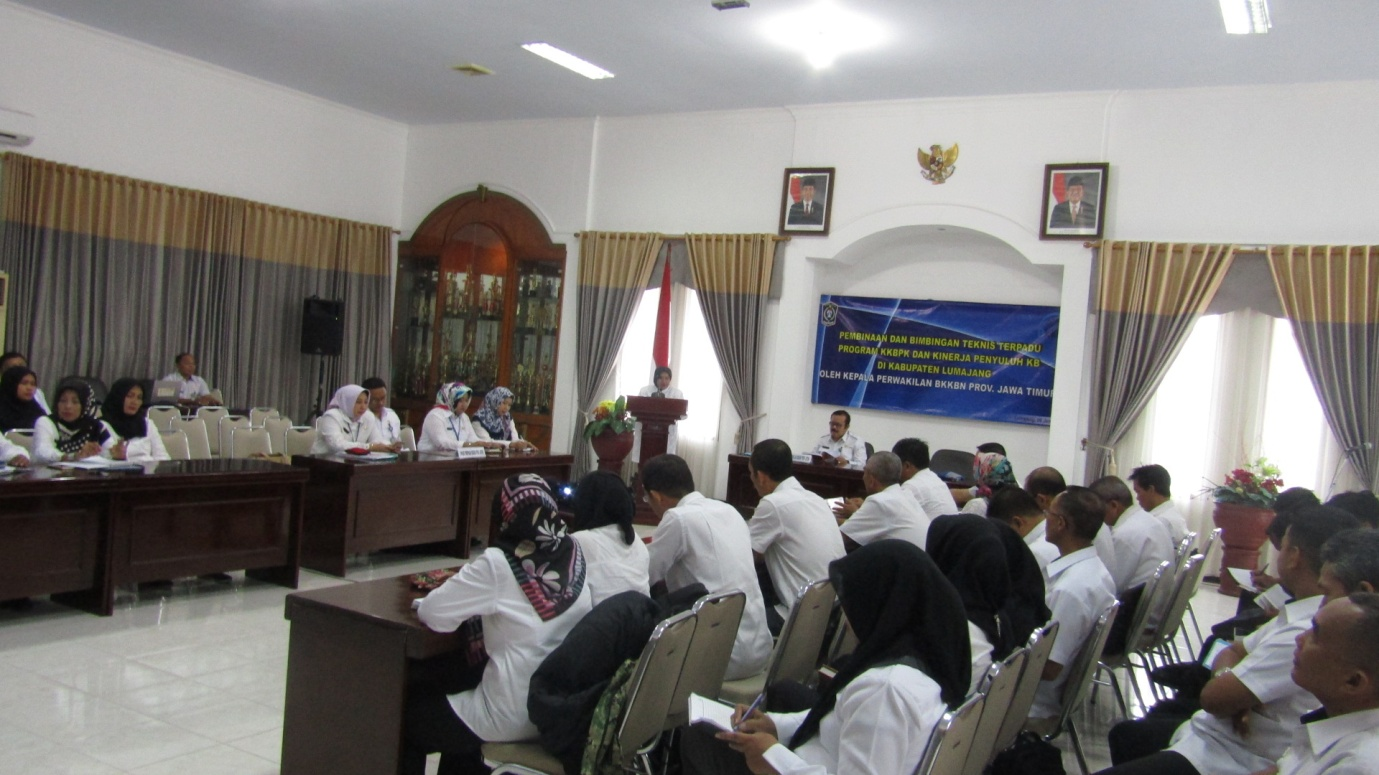 PEMBINAAN DAN BIMBINGAN TEKNIS TERPADU
PROGRAM KKBPK DAN KINERJA PENYULUH KB
DI KABUPATEN LUMAJANG
OLEH KEPALA PERWAKILAN BKKBN PROV. JAWA TIMUR